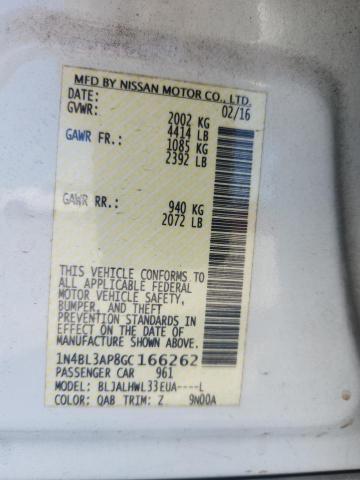 MFD BY NISSAN MOTOR CO., LTD.
DATE: 02/16
GVWR: 2002 KG
4414 LB
GAWR FR.: 1085 KG
2392 LB
GAWR RR.: 940 KG
2072 LB
THIS VEHICLE CONFORMS TO
ALL APPLICABLE FEDERAL
MOTOR VEHICLE SAFETY,
BUMPER, AND THEFT
PREVENTION STANDARDS
IN EFFECT ON THE DATE OF
MANUFACTURE SHOWN ABOVE.
1N4BL3AP8GC166262
PASSENGER CAR 961
MODEL: BLJALHWL33EUA----L
COLOR: QAB TRIM: Z 9N00A